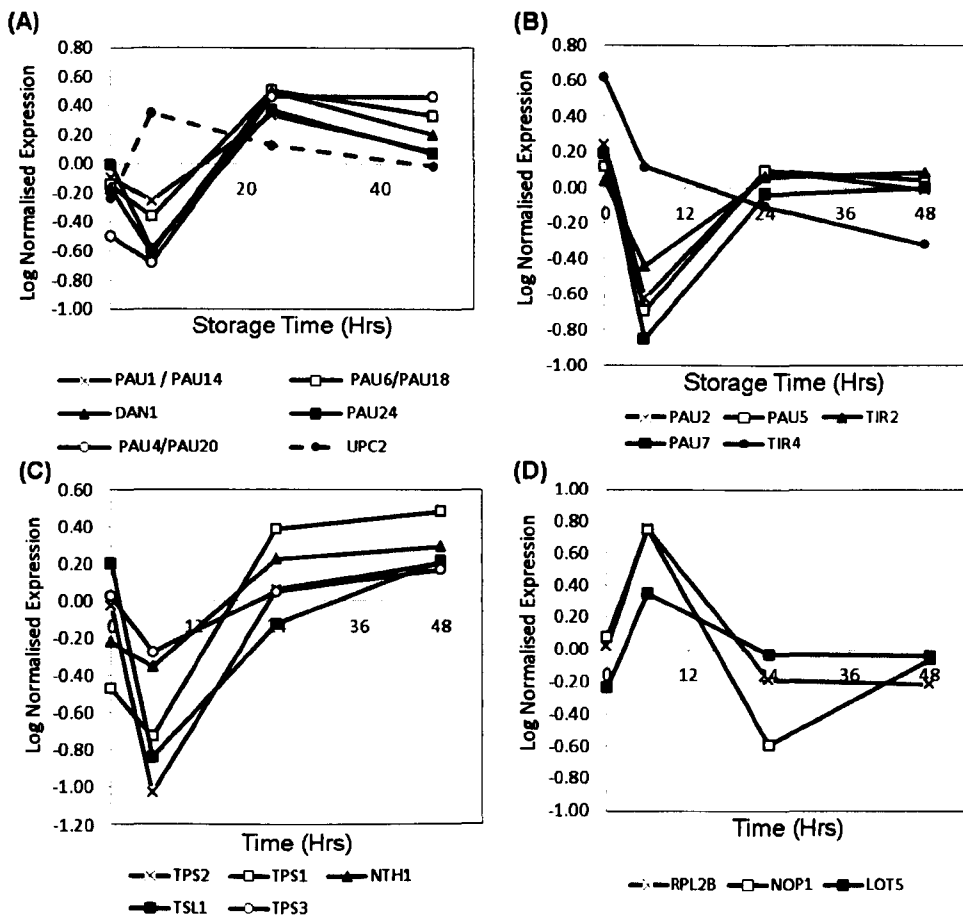 (A)
0.80
0.60
0.40
0.20
0.00
-0.20
-0.40
-0.60
-0.80
-1.00
Log Normalised Expression
20
40
Storage Time (Hrs)
PAU1 / PAU14
PAU6/PAU18
DAN1
PAU24
PAU4/PAU20
UPC2
(B)
0.80
0.60
0.40
0.20
0.00
-0.20
-0.40
-0.60
-0.80
-1.00
Log Normalised Expression
0
12
24
36
48
Storage Time (Hrs)
PAU2
PAU5
TIR2
PAU7
TIR4
(C)
0.60
0.40
0.20
0.00
-0.20
-0.40
-0.60
-0.80
-1.00
-1.20
Log Normalised Expression
0
12
36
48
Time (Hrs)
TPS2
TPS1
NTH1
TSL1
TPS3
(D)
1.00
0.80
0.60
0.40
0.20
0.00
-0.20
-0.40
-0.60
-0.80
-1.00
Log Normalised Expression
0
12
24
36
48
Time (Hrs)
RPL2B
NOP1
LOT5